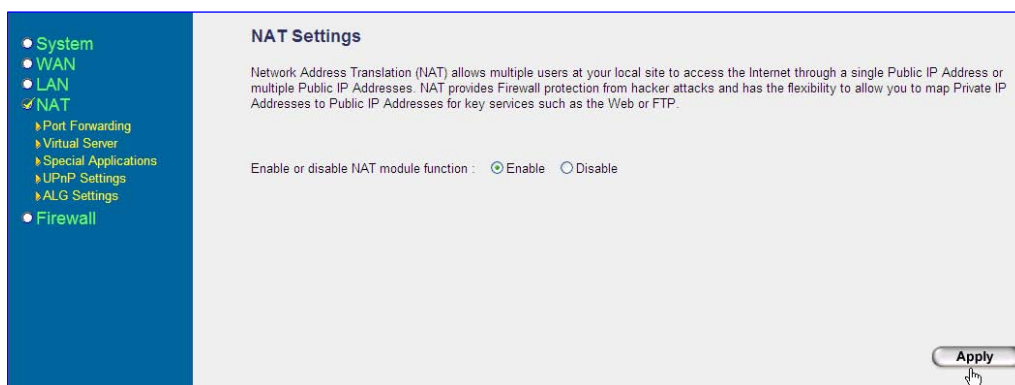 System
WAN
LAN
NAT
Port Forwarding
Virtual Server
Special Applications
UPnP Settings
ALG Settings
Firewall
NAT Settings
Network Address Translation (NAT) allows multiple users at your local site to access the Internet through a single Public IP Address or
multiple Public IP Addresses. NAT provides Firewall protection from hacker attacks and has the flexibility to allow you to map Private IP
Addresses to Public IP Addresses for key services such as the Web or FTP.
Enable or disable NAT module function : Enable Disable
Apply